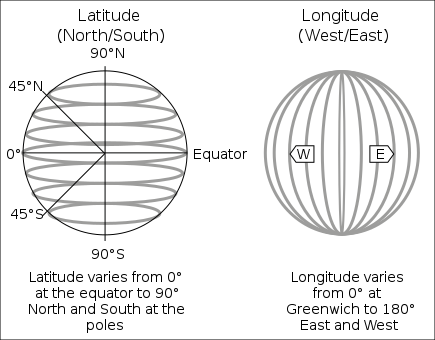 Latitude
(North/South)
90°N
45°N
0°
Equator
45°S
90°S
Latitude varies from 0°
at the equator to 90°
North and South at the
poles
Longitude
(West/East)
W
E
Longitude varies
from 0° at
Greenwich to 180°
East and West